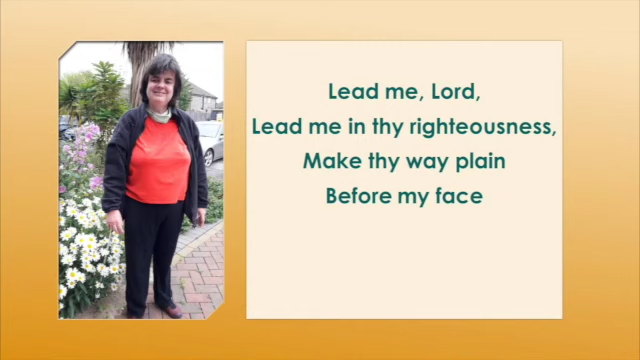 Lead me, Lord,
Lead me in thy righteousness,
Make thy way plain
Before my face